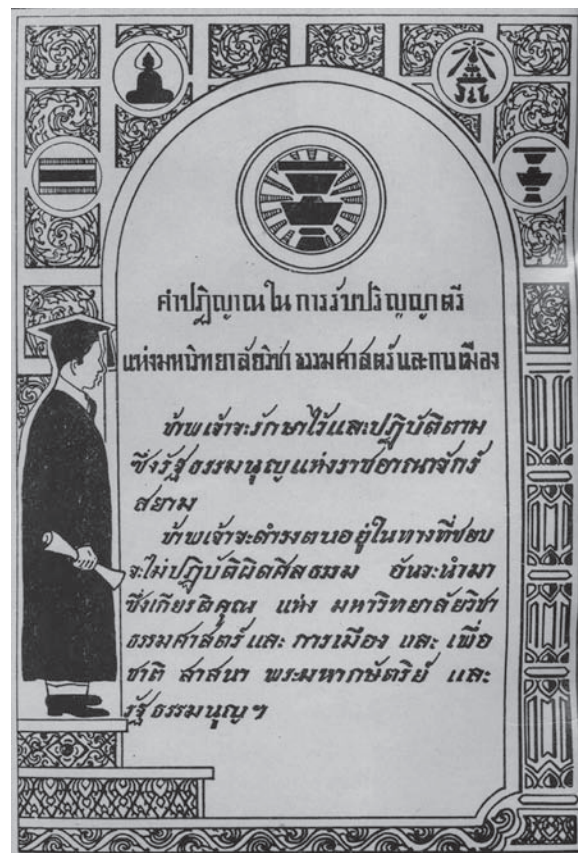 คำปฏิญาณในการรับปริญญาตรี
แห่งมหาวิทยาลัยวิชาธรรมศาสตร์และการเมือง
ข้าพเจ้าจะรักษาไว้และปฏิบัติตาม
ซึ่งรัฐธรรมนูญแห่งราชอาณาจักร์
สยาม
ข้าพเจ้าจะดำรงตนอยู่ในทางที่ชอบ
จะไม่ปฏิบัติผิดศีลธรรม อันจะนำมา
ซึ่งเกียรติคุณ แห่ง มหาวิทยาลัยวิชา
ธรรมศาสตร์และ การเมือง และ เพื่อ
ชาติ สาสนา พระมหากษัตริย์ และ
รัฐธรรมนูญฯ